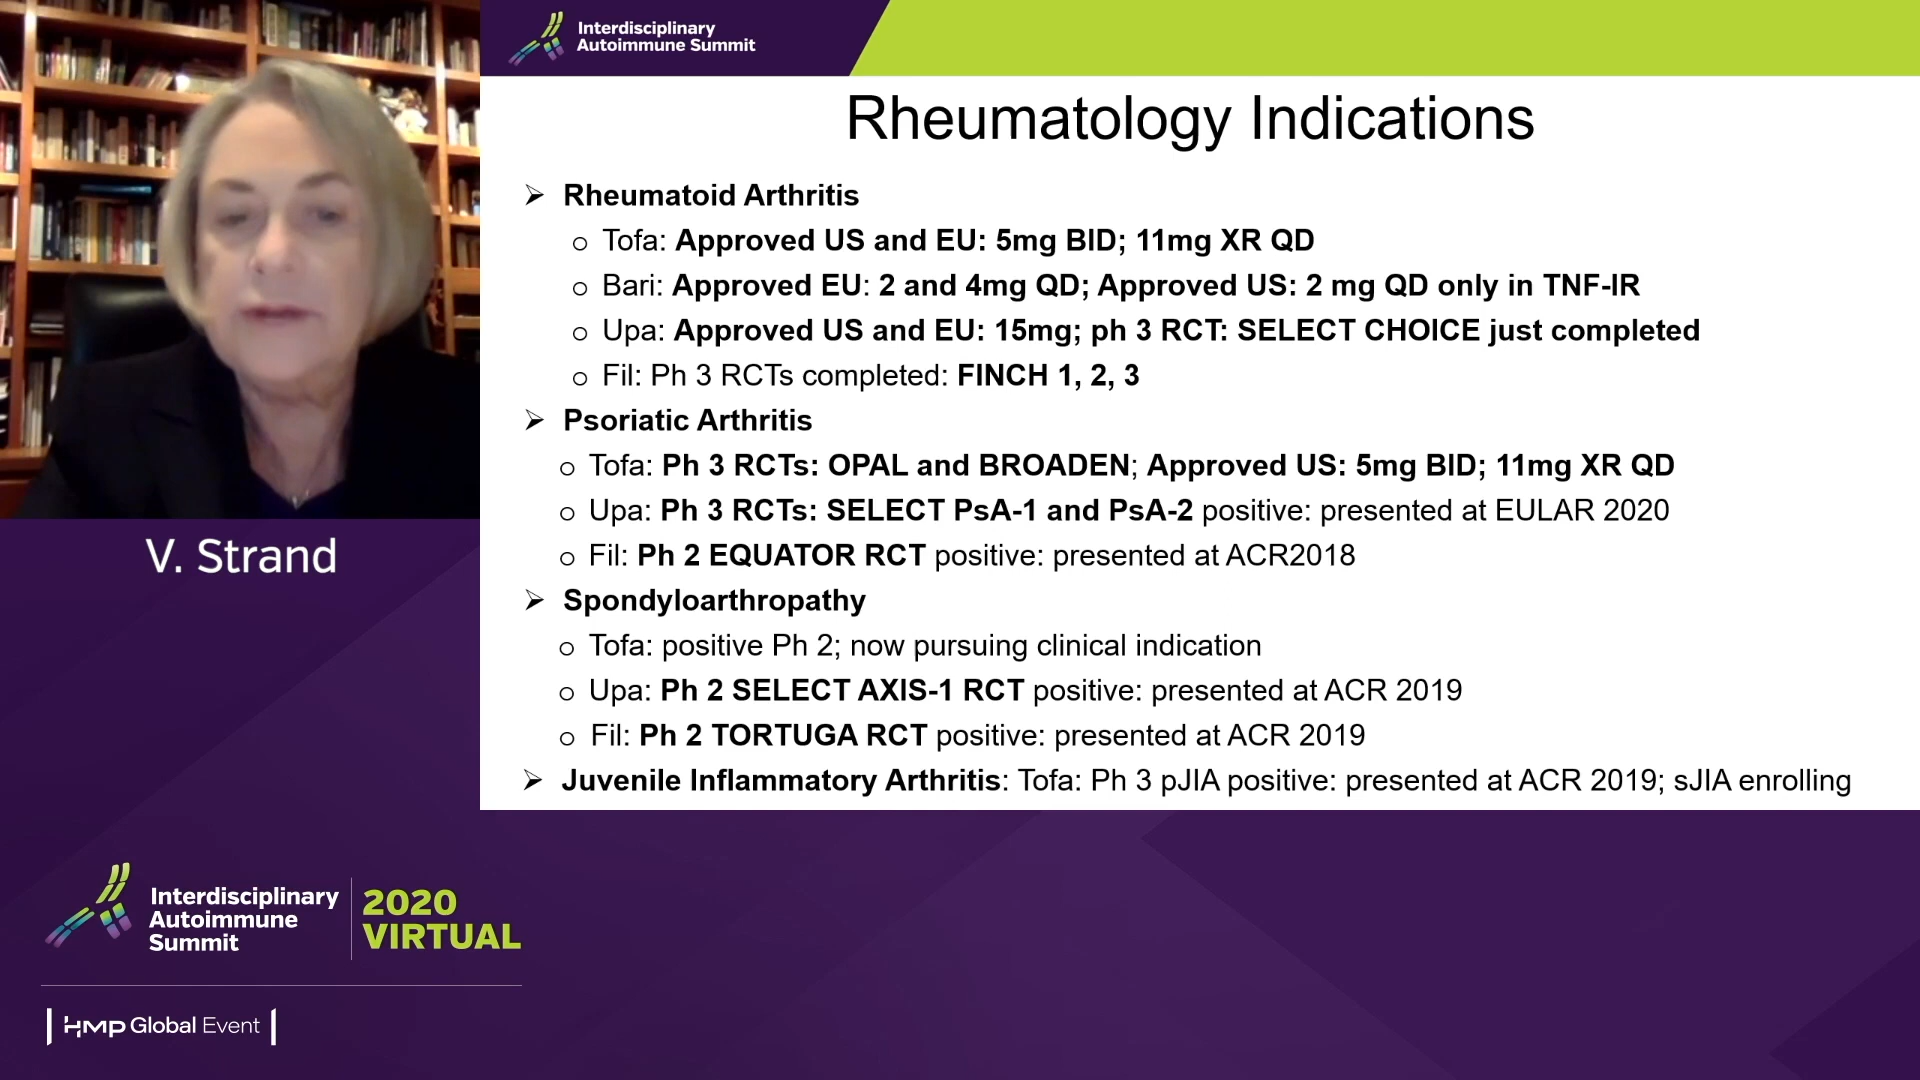 Interdisciplinary
Autoimmune Summit
Rheumatology Indications
➢ Rheumatoid Arthritis
o Tofa: Approved US and EU: 5mg BID; 11mg XR QD
o Bari: Approved EU: 2 and 4mg QD; Approved US: 2 mg QD only in TNF-IR
o Upa: Approved US and EU: 15mg; ph 3 RCT: SELECT CHOICE just completed
o Fil: Ph 3 RCTs completed: FINCH 1, 2, 3
➢ Psoriatic Arthritis
o Tofa: Ph 3 RCTs: OPAL and BROADEN; Approved US: 5mg BID; 11mg XR QD
o Upa: Ph 3 RCTs: SELECT PsA-1 and PsA-2 positive: presented at EULAR 2020
o Fil: Ph 2 EQUATOR RCT positive: presented at ACR2018
➢ Spondyloarthropathy
o Tofa: positive Ph 2; now pursuing clinical indication
o Upa: Ph 2 SELECT AXIS-1 RCT positive: presented at ACR 2019
o Fil: Ph 2 TORTUGA RCT positive: presented at ACR 2019
➢ Juvenile Inflammatory Arthritis: Tofa: Ph 3 pJIA positive: presented at ACR 2019; sJIA enrolling
V. Strand
Interdisciplinary
Autoimmune
Summit
2020
VIRTUAL
HMP Global Event